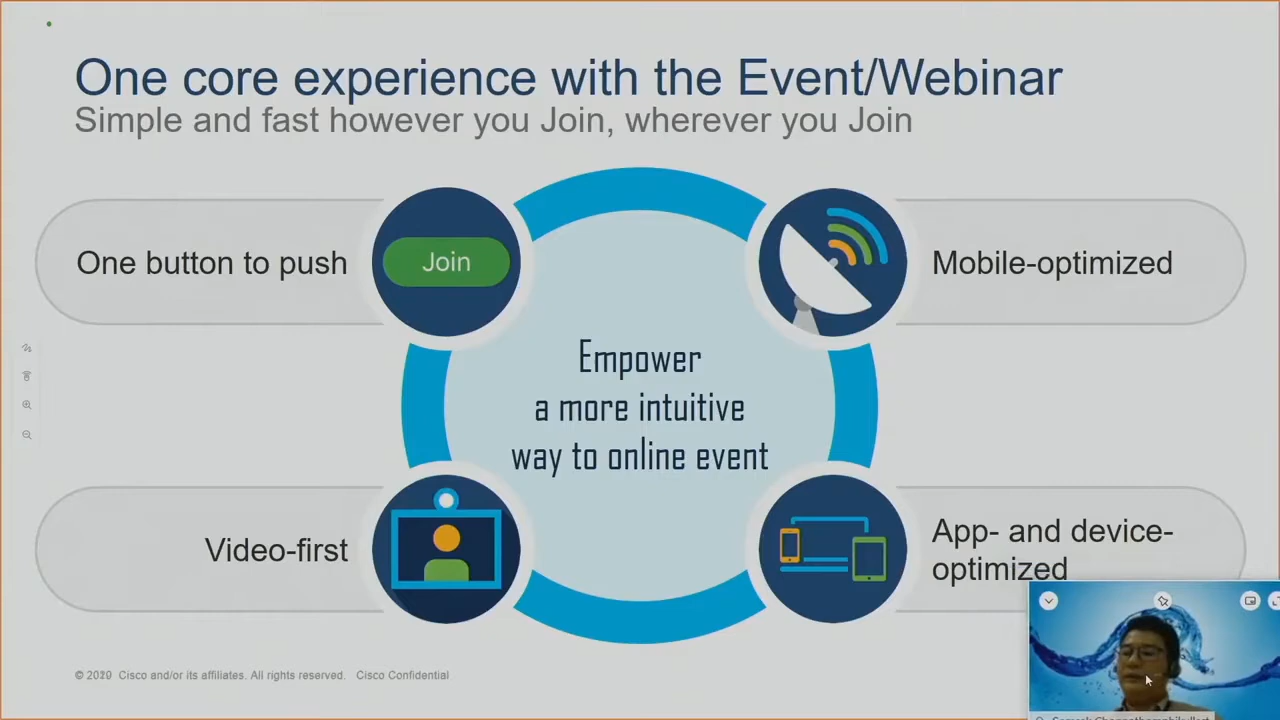 One core experience with the Event/Webinar
Simple and fast however you Join, wherever you Join
One button to push
Join
Mobile-optimized
Empower
a more intuitive
way to online event
Video-first
App- and device-
optimized
Cisco and/or its affiliates. All rights reserved. Cisco Confidential